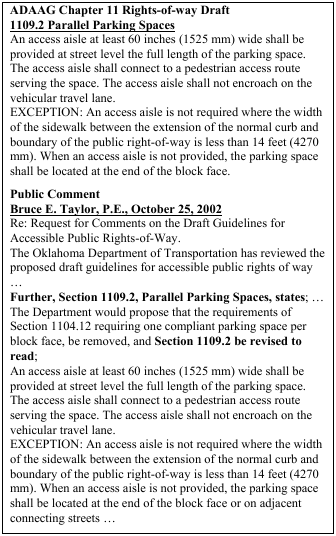 ADAAG Chapter 11 Rights-of-way Draft
1109.2 Parallel Parking Spaces
An access aisle at least 60 inches (1525 mm) wide shall be
provided at street level the full length of the parking space.
The access aisle shall connect to a pedestrian access route
serving the space. The access aisle shall not encroach on the
vehicular travel lane.
EXCEPTION: An access aisle is not required where the width
of the sidewalk between the extension of the normal curb and
boundary of the public right-of-way is less than 14 feet (4270
mm). When an access aisle is not provided, the parking space
shall be located at the end of the block face.
Public Comment
Bruce E. Taylor, P.E., October 25, 2002
Re: Request for Comments on the Draft Guidelines for
Accessible Public Rights-of-Way.
The Oklahoma Department of Transportation has reviewed the
proposed draft guidelines for accessible public rights of way
…
Further, Section 1109.2, Parallel Parking Spaces, states; …
The Department would propose that the requirements of
Section 1104.12 requiring one compliant parking space per
block face, be removed, and Section 1109.2 be revised to
read;
An access aisle at least 60 inches (1525 mm) wide shall be
provided at street level the full length of the parking space.
The access aisle shall connect to a pedestrian access route
serving the space. The access aisle shall not encroach on the
vehicular travel lane.
EXCEPTION: An access aisle is not required where the width
of the sidewalk between the extension of the normal curb and
boundary of the public right-of-way is less than 14 feet (4270
mm). When an access aisle is not provided, the parking space
shall be located at the end of the block face or on adjacent
connecting streets …